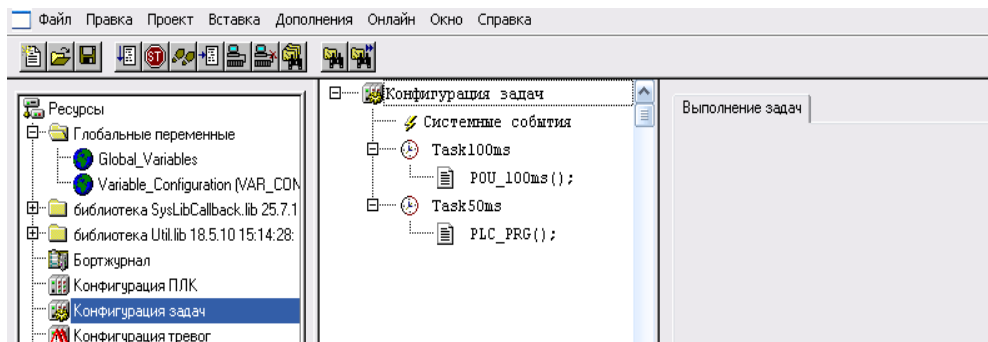 Файл Правка Проект Вставка Дополнения Онлайн Окно Справка
Ресурсы
Глобальные переменные
Global_Variables
Variable_Configuration (VAR_CON
библиотека SysLibCallback.lib 25.7.1
библиотека Util.lib 18.5.10 15:14:28:
Бортжурнал
Конфигурация ПЛК
Конфигурация задач
Конфигурация тревог
Конфигурация задач
Системные события
Task100ms
POU_100ms();
Task50ms
PLC_PRG();
Выполнение задач